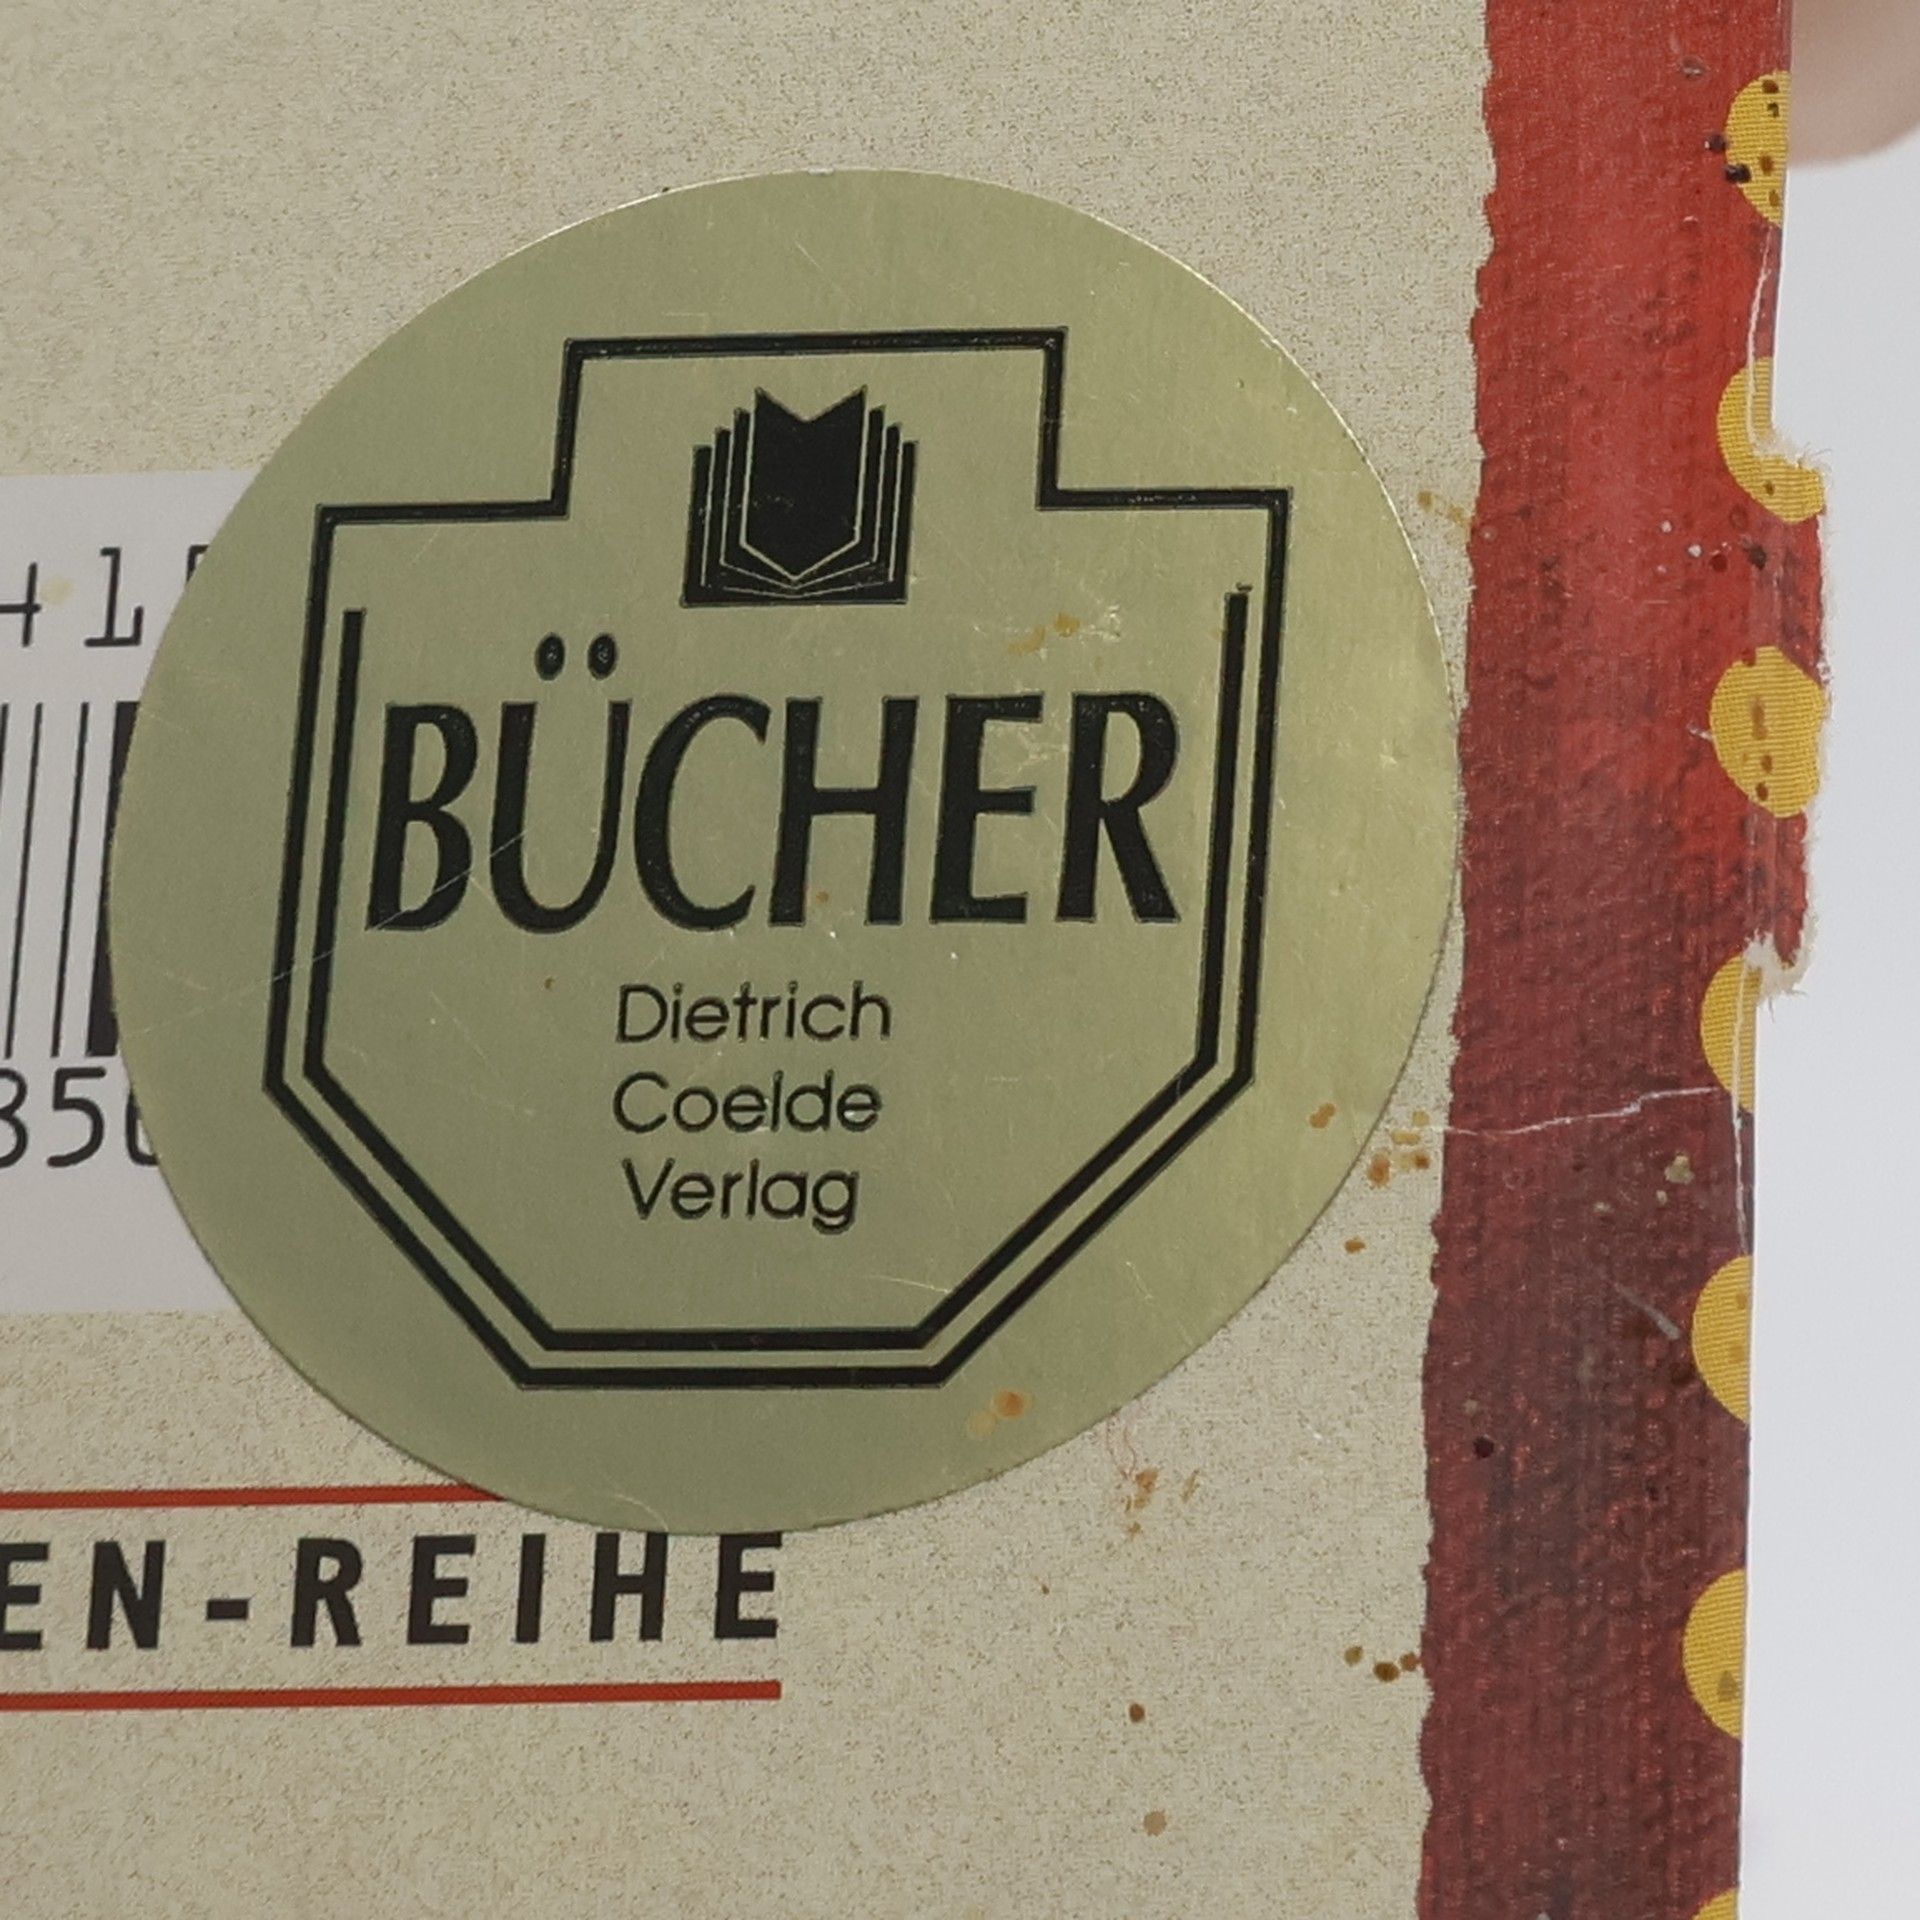 BÜCHER
Dietrich
Coelde
Verlag
EN-REIHE